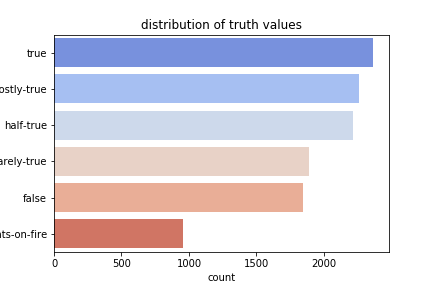 distribution of truth values
true
ostly-true
half-true
arely-true
false
nts-on-fire
0 500 1000 1500 2000
count